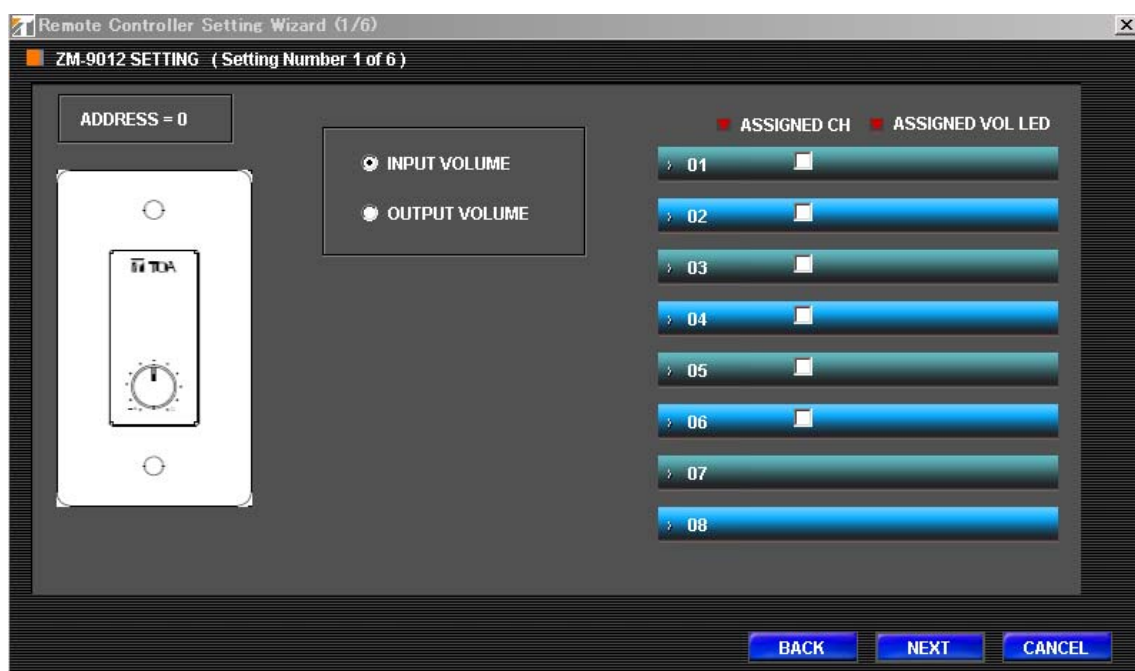 Remote Controller Setting Wizard (1/6)
ZM-9012 SETTING ( Setting Number 1 of 6 )
ADDRESS = 0
TOA
INPUT VOLUME
OUTPUT VOLUME
ASSIGNED CH ASSIGNED VOL LED
01
02
03
04
05
06
07
08
BACK NEXT CANCEL